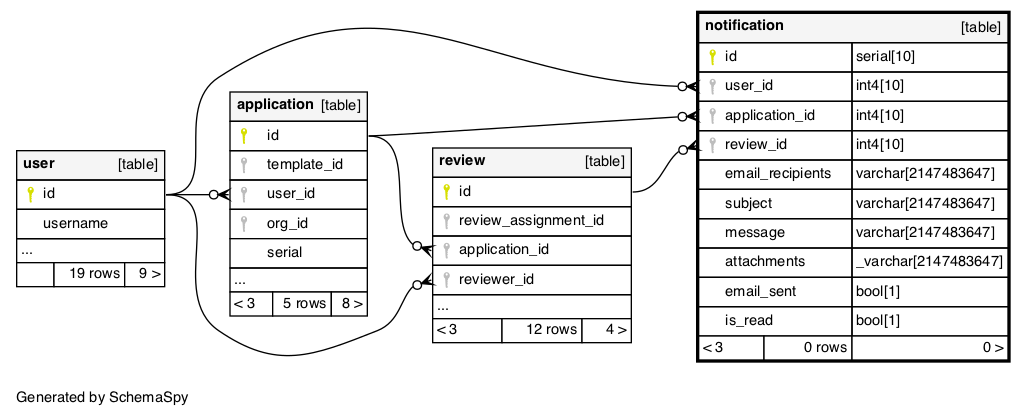 user [table]
id
username
...
19 rows 9 >
application [table]
id
template_id
user_id
org_id
serial
...
< 3 5 rows 8 >
review [table]
id
review_assignment_id
application_id
reviewer_id
...
< 3 12 rows 4 >
notification [table]
id serial[10]
user_id int4[10]
application_id int4[10]
review_id int4[10]
email_recipients varchar[2147483647]
subject varchar[2147483647]
message varchar[2147483647]
attachments _varchar[2147483647]
email_sent bool[1]
is_read bool[1]
< 3 0 rows 0 >
Generated by SchemaSpy